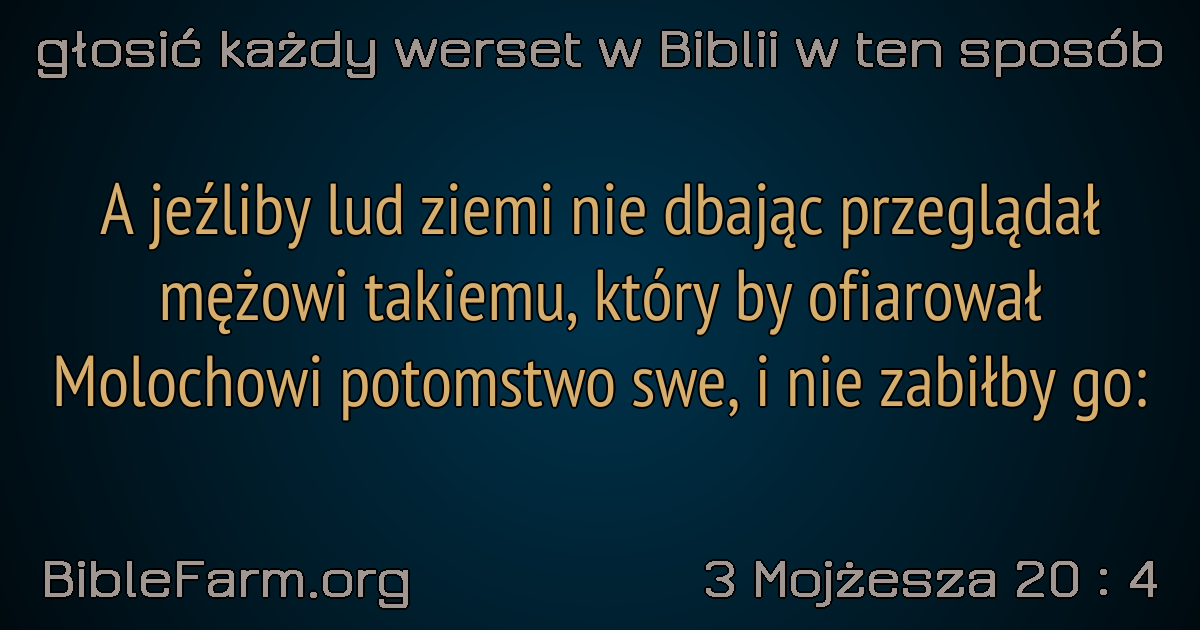 głosić każdy werset w Biblii w ten sposób
A jeźliby lud ziemi nie dbając przeglądał
mężowi takiemu, który by ofiarował
Molochowi potomstwo swe, i nie zabiłby go:
BibleFarm.org
3 Mojżesza 20 : 4